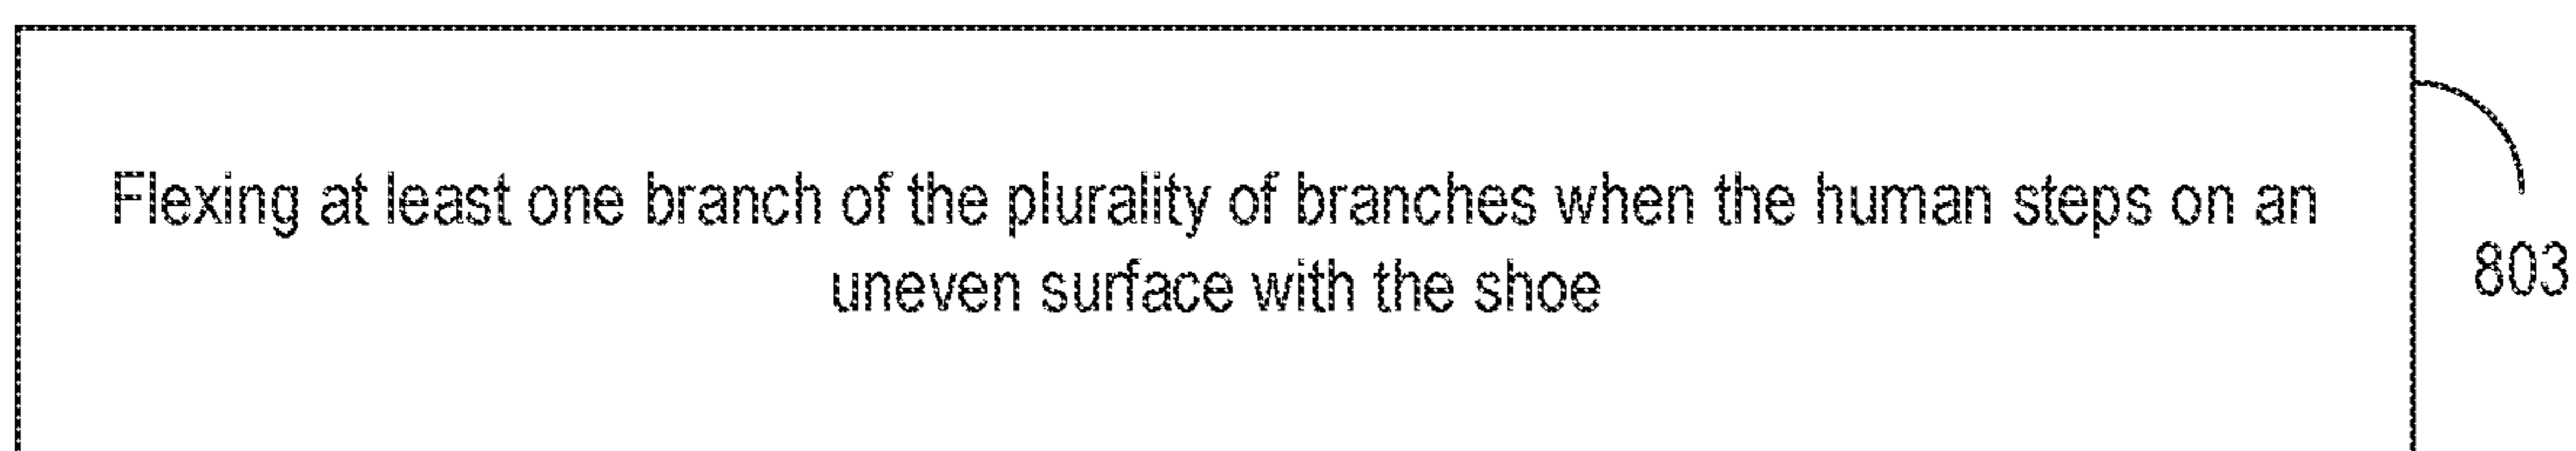 Flexing at least one branch of the plurality of branches when the human steps on an
uneven surface with the shoe
803